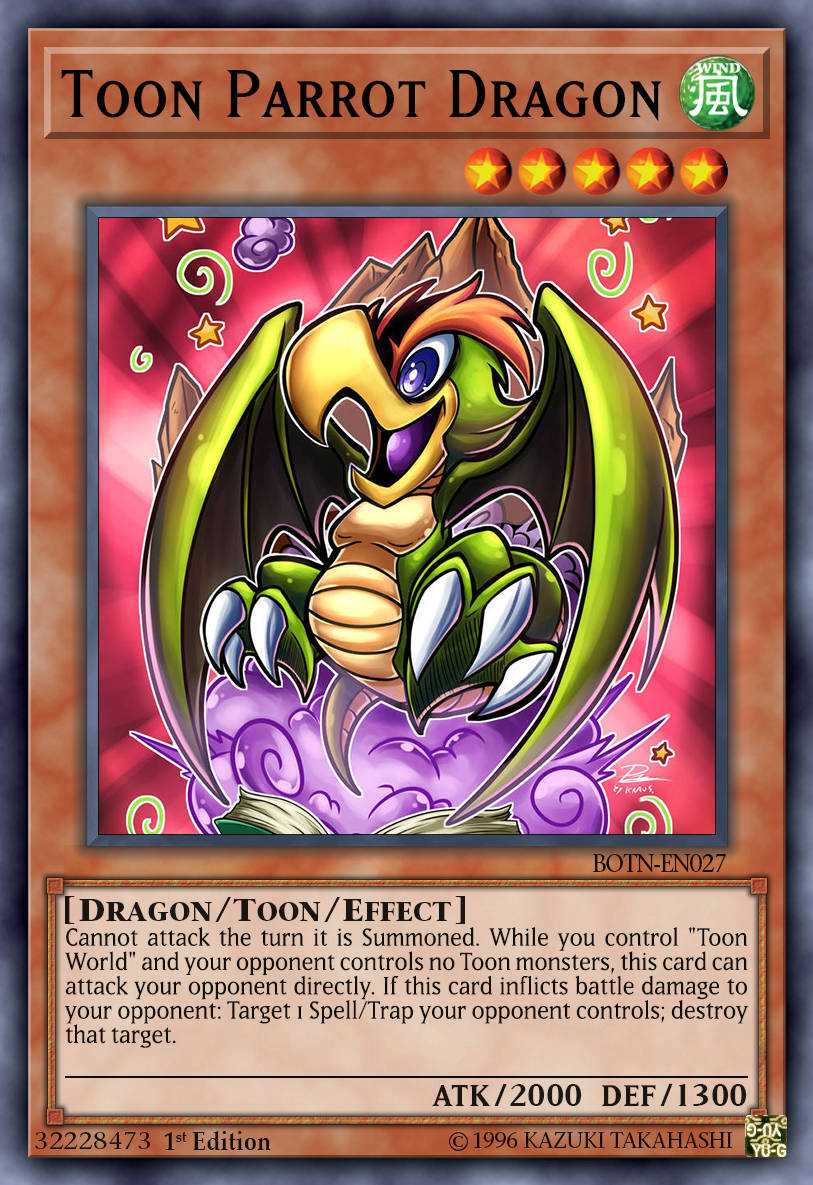 Toon Parrot Dragon
WIND
風
BOTN-EN027
[Dragon/Toon/Effect]
Cannot attack the turn it is Summoned. While you control "Toon
World" and your opponent controls no Toon monsters, this card can
attack your opponent directly. If this card inflicts battle damage to
your opponent: Target 1 Spell/Trap your opponent controls; destroy
that target.
ATK/2000 DEF/1300
32228473 1st Edition
©1996 KAZUKI TAKAHASHI